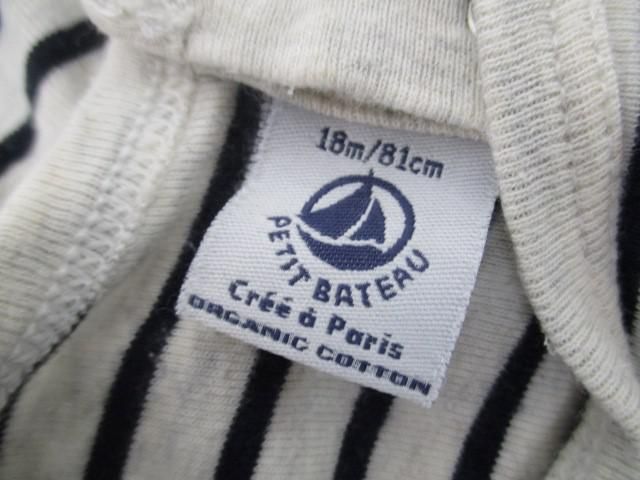 18m/81cm
PETIT BATEAU
Créé à Paris
ORGANIC COTTON